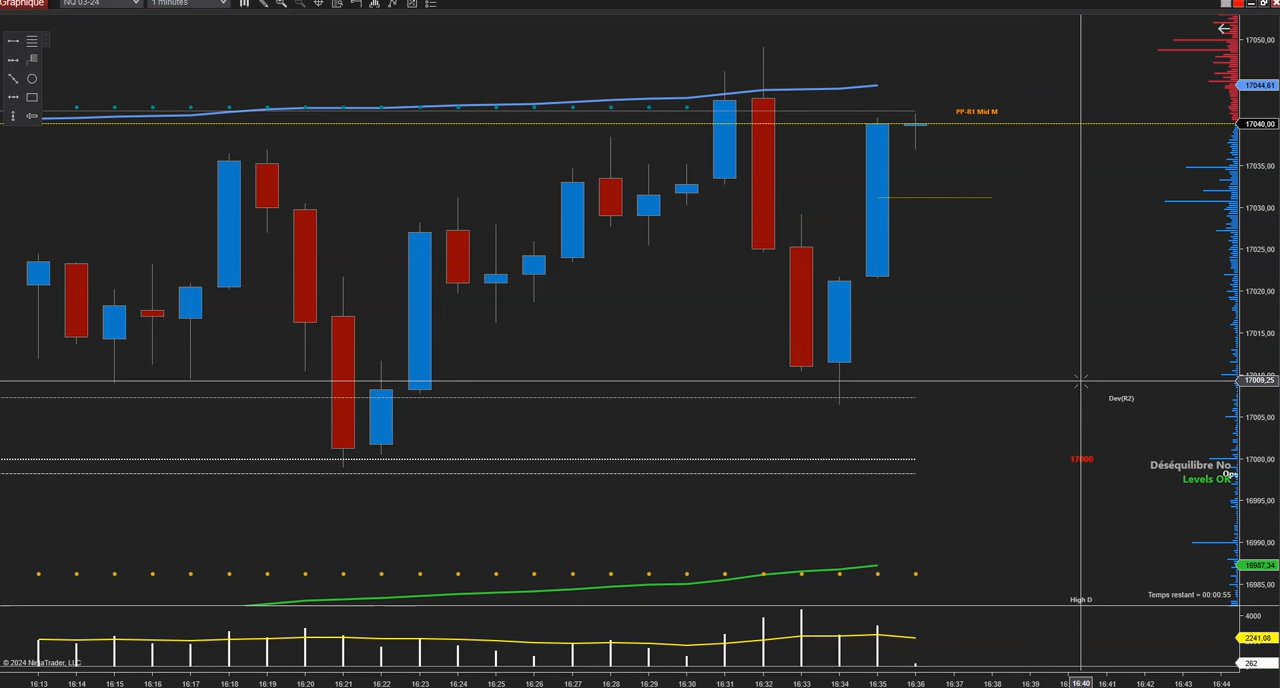 Graphique NQ 03-24 1 minutes
17050,00
17044,61
PP-R1 Mid M
17040,00
17035,00
17030,00
17025,00
17020,00
17015,00
17009,25
Dev(R2)
17005,00
17000
17000,00
Déséquilibre No
Ops
Levels OK
16995,00
16990,00
16987,34
16985,00
Temps restant = 00:00:55
High D
4000
2241,08
262
© 2024 NinjaTrader, LLC
16:13 16:14 16:15 16:16 16:17 16:18 16:19 16:20 16:21 16:22 16:23 16:24 16:25 16:26 16:27 16:28 16:29 16:30 16:31 16:32 16:33 16:34 16:35 16:36 16:37 16:38 16:39 16:40 16:41 16:42 16:43 16:44